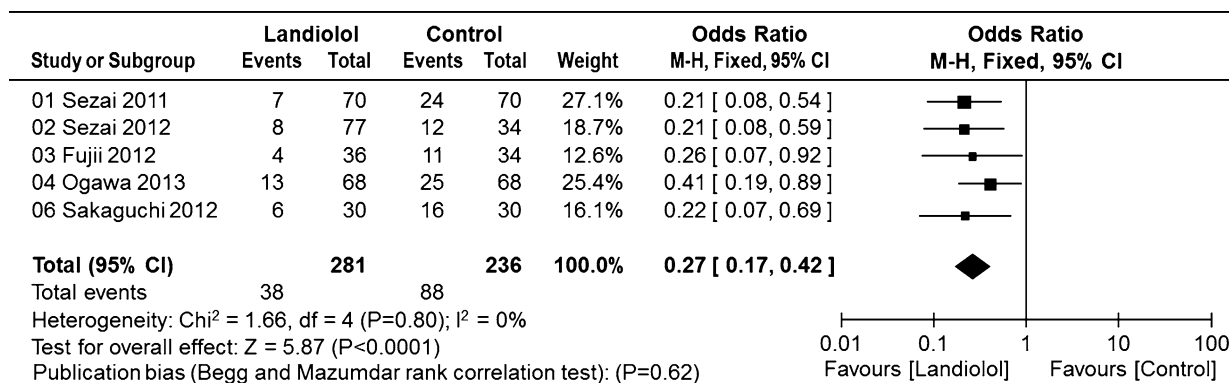 Landiolol Control Odds Ratio Odds Ratio
Study or Subgroup Events Total Events Total Weight M-H, Fixed, 95% CI M-H, Fixed, 95% CI
01 Sezai 2011 7 70 24 70 27.1% 0.21 [ 0.08, 0.54 ]
02 Sezai 2012 8 77 12 34 18.7% 0.21 [ 0.08, 0.59 ]
03 Fujii 2012 4 36 11 34 12.6% 0.26 [ 0.07, 0.92 ]
04 Ogawa 2013 13 68 25 68 25.4% 0.41 [ 0.19, 0.89 ]
06 Sakaguchi 2012 6 30 16 30 16.1% 0.22 [ 0.07, 0.69 ]
Total (95% CI) 281 236 100.0% 0.27 [ 0.17, 0.42 ]
Total events 38 88
Heterogeneity: Chi² = 1.66, df = 4 (P=0.80); I² = 0%
Test for overall effect: Z = 5.87 (P<0.0001)
Publication bias (Begg and Mazumdar rank correlation test): (P=0.62)
0.01 0.1 1 10 100
Favours [Landiolol] Favours [Control]